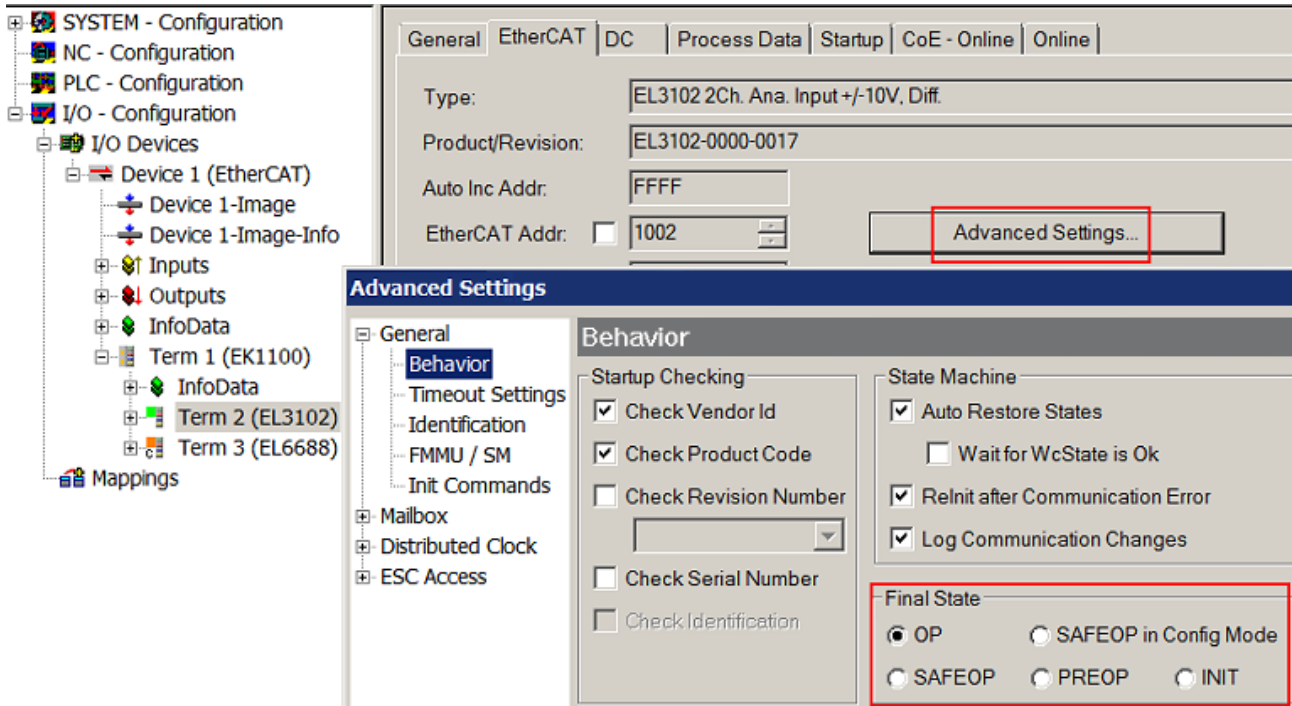 SYSTEM - Configuration
NC - Configuration
PLC - Configuration
I/O - Configuration
I/O Devices
Device 1 (EtherCAT)
Device 1-Image
Device 1-Image-Info
Inputs
Outputs
InfoData
Term 1 (EK1100)
InfoData
Term 2 (EL3102)
Term 3 (EL6688)
Mappings
General EtherCAT DC Process Data Startup CoE - Online Online
Type: EL3102 2Ch. Ana. Input +/-10V, Diff.
Product/Revision: EL3102-0000-0017
Auto Inc Addr: FFFF
EtherCAT Addr: 1002 Advanced Settings...
Advanced Settings
General
Behavior
Timeout Settings
Identification
FMMU / SM
Init Commands
Mailbox
Distributed Clock
ESC Access
Behavior
Startup Checking
Check Vendor Id
Check Product Code
Check Revision Number
Check Serial Number
Check Identification
State Machine
Auto Restore States
Wait for WcState is Ok
ReInit after Communication Error
Log Communication Changes
Final State
OP SAFEOP in Config Mode
SAFEOP PREOP INIT